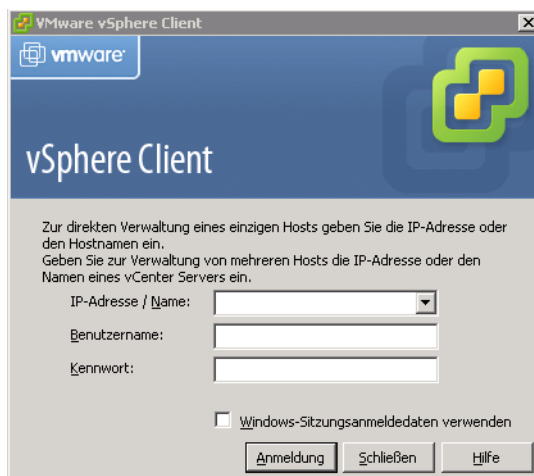 VMware vSphere Client
vmware
vSphere Client
Zur direkten Verwaltung eines einzigen Hosts geben Sie die IP-Adresse oder
den Hostnamen ein.
Geben Sie zur Verwaltung von mehreren Hosts die IP-Adresse oder den
Namen eines vCenter Servers ein.
IP-Adresse / Name:
Benutzername:
Kennwort:
Windows-Sitzungsanmeldedaten verwenden
Anmeldung Schließen Hilfe